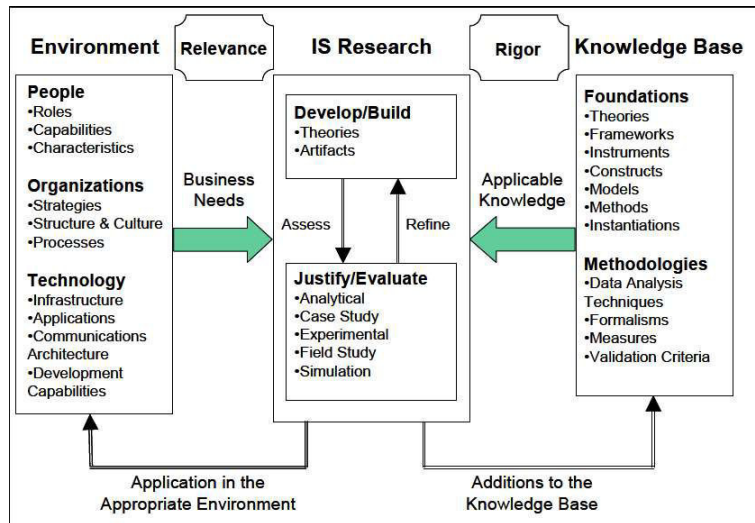 Environment
Relevance
IS Research
Rigor
Knowledge Base
People
•Roles
•Capabilities
•Characteristics
Organizations
•Strategies
•Structure & Culture
•Processes
Technology
•Infrastructure
•Applications
•Communications
Architecture
•Development
Capabilities
Business
Needs
Develop/Build
•Theories
•Artifacts
Assess
Refine
Justify/Evaluate
•Analytical
•Case Study
•Experimental
•Field Study
•Simulation
Applicable
Knowledge
Foundations
•Theories
•Frameworks
•Instruments
•Constructs
•Models
•Methods
•Instantiations
Methodologies
•Data Analysis
Techniques
•Formalisms
•Measures
•Validation Criteria
Application in the
Appropriate Environment
Additions to the
Knowledge Base